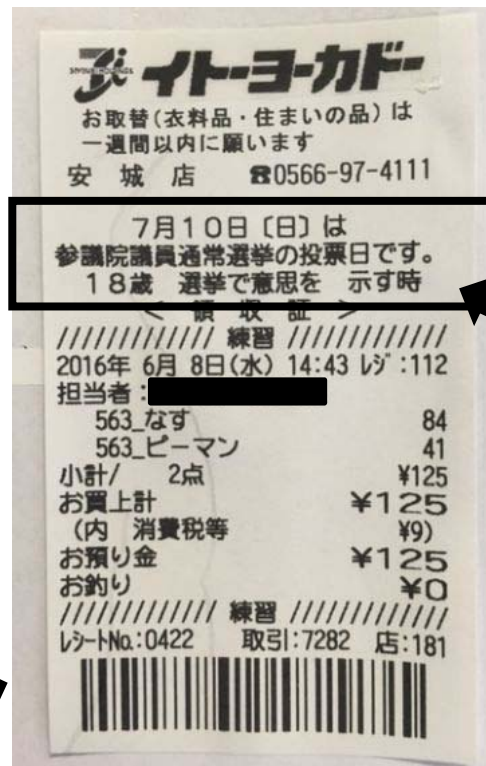 イトーヨーカドー
お取替(衣料品・住まいの品)は
一週間以内に願います
安城店 ☎0566-97-4111
7月10日〔日〕は
参議院議員通常選挙の投票日です。
18歳 選挙で意思を 示す時
< 領 収 証 >
///////////// 練習 /////////////
2016年 6月 8日(水) 14:43 レジ:112
担当者:
563_なす 84
563_ピーマン 41
小計/ 2点 ¥125
お買上計 ¥125
(内 消費税等 ¥9)
お預り金 ¥125
お釣り ¥0
///////////// 練習 /////////////
レシートNo.:0422 取引:7282 店:181